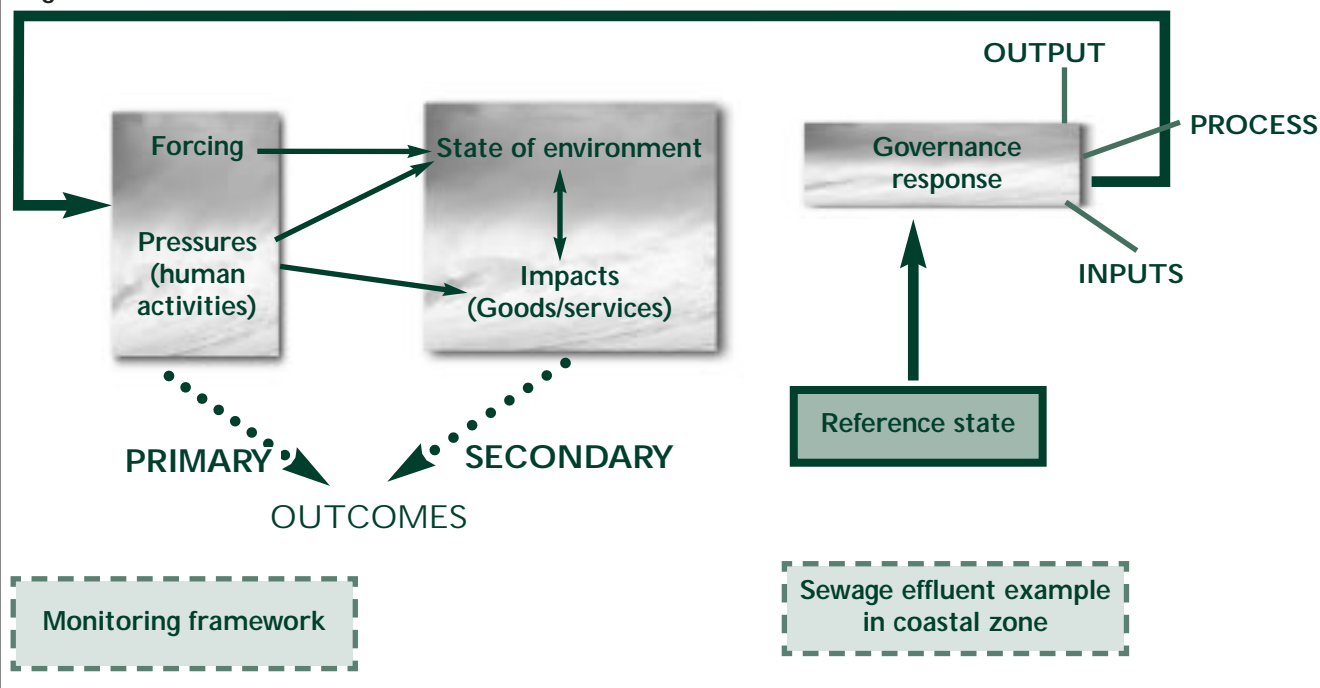 OUTPUT
PROCESS
Forcing
State of environment
Governance
response
Pressures
(human
activities)
Impacts
(Goods/services)
INPUTS
Reference state
PRIMARY
SECONDARY
OUTCOMES
Monitoring framework
Sewage effluent example
in coastal zone